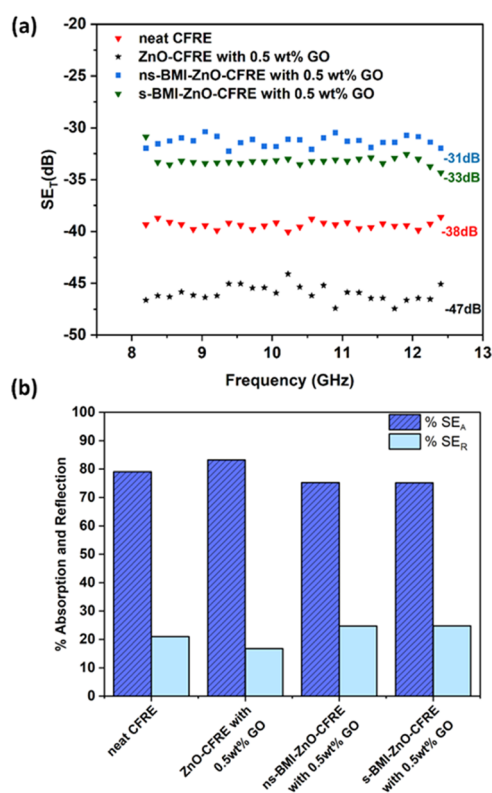 (a)
-20
-25
-30
-35
-40
-45
-50
SE_T(dB)
neat CFRE
ZnO-CFRE with 0.5 wt% GO
ns-BMI-ZnO-CFRE with 0.5 wt% GO
s-BMI-ZnO-CFRE with 0.5 wt% GO
-31dB
-33dB
-38dB
-47dB
8 9 10 11 12 13
Frequency (GHz)
(b)
100
90
80
70
60
50
40
30
20
10
0
% Absorption and Reflection
% SE_A
% SE_R
neat CFRE
ZnO-CFRE with
0.5wt% GO
ns-BMI-ZnO-CFRE
with 0.5wt% GO
s-BMI-ZnO-CFRE
with 0.5wt% GO